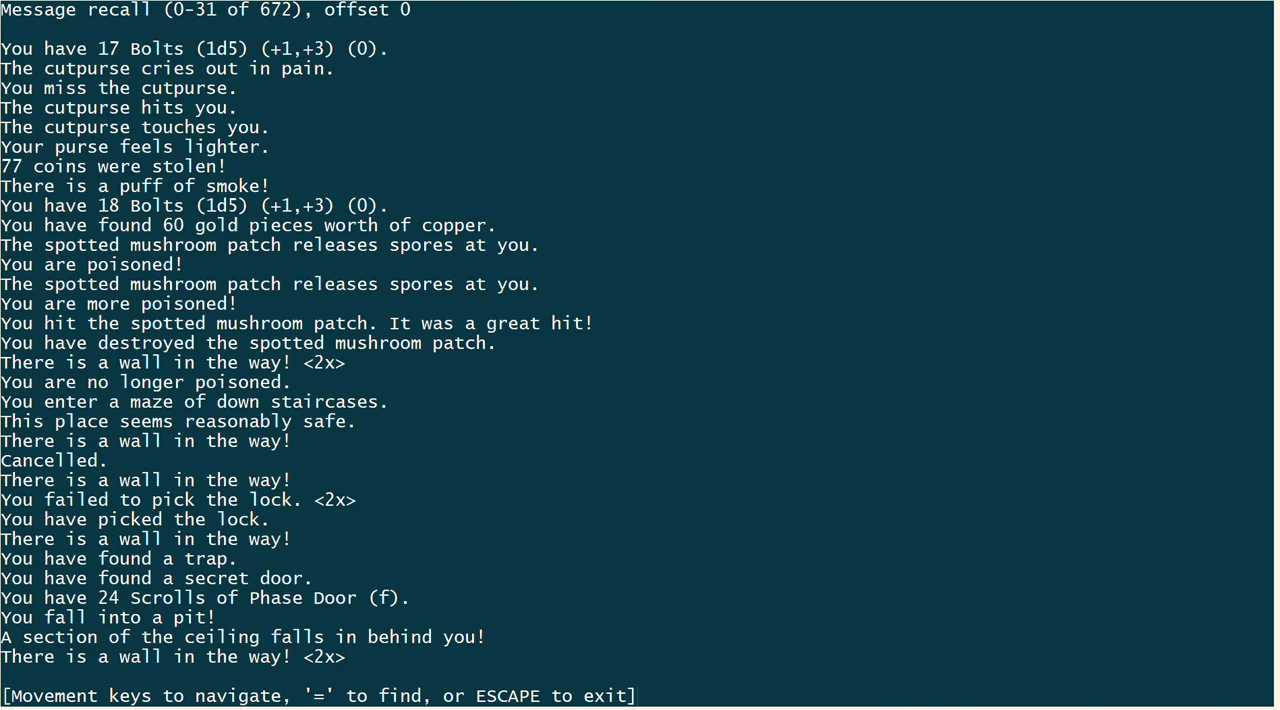 Message recall (0-31 of 672), offset 0
You have 17 Bolts (1d5) (+1,+3) (0).
The cutpurse cries out in pain.
You miss the cutpurse.
The cutpurse hits you.
The cutpurse touches you.
Your purse feels lighter.
77 coins were stolen!
There is a puff of smoke!
You have 18 Bolts (1d5) (+1,+3) (0).
You have found 60 gold pieces worth of copper.
The spotted mushroom patch releases spores at you.
You are poisoned!
The spotted mushroom patch releases spores at you.
You are more poisoned!
You hit the spotted mushroom patch. It was a great hit!
You have destroyed the spotted mushroom patch.
There is a wall in the way! <2x>
You are no longer poisoned.
You enter a maze of down staircases.
This place seems reasonably safe.
There is a wall in the way!
Cancelled.
There is a wall in the way!
You failed to pick the lock. <2x>
You have picked the lock.
There is a wall in the way!
You have found a trap.
You have found a secret door.
You have 24 Scrolls of Phase Door (f).
You fall into a pit!
A section of the ceiling falls in behind you!
There is a wall in the way! <2x>
[Movement keys to navigate, '=' to find, or ESCAPE to exit]